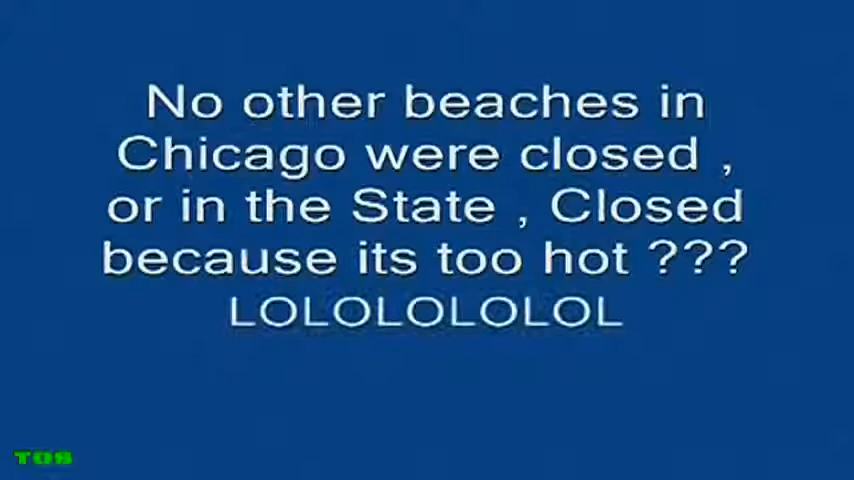 No other beaches in
Chicago were closed ,
or in the State , Closed
because its too hot ???
LOLOLOLOLOL
TOS